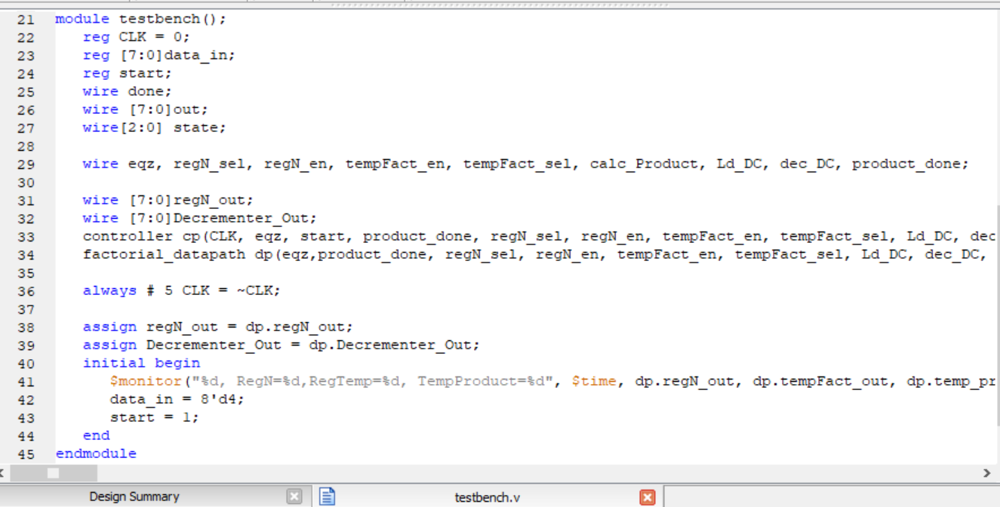 21 module testbench();
22 reg CLK = 0;
23 reg [7:0]data_in;
24 reg start;
25 wire done;
26 wire [7:0]out;
27 wire[2:0] state;
28
29 wire eqz, regN_sel, regN_en, tempFact_en, tempFact_sel, calc_Product, Ld_DC, dec_DC, product_done;
30
31 wire [7:0]regN_out;
32 wire [7:0]Decrementer_Out;
33 controller cp(CLK, eqz, start, product_done, regN_sel, regN_en, tempFact_en, tempFact_sel, Ld_DC, dec
34 factorial_datapath dp(eqz,product_done, regN_sel, regN_en, tempFact_en, tempFact_sel, Ld_DC, dec_DC,
35
36 always # 5 CLK = ~CLK;
37
38 assign regN_out = dp.regN_out;
39 assign Decrementer_Out = dp.Decrementer_Out;
40 initial begin
41 $monitor("%d, RegN=%d,RegTemp=%d, TempProduct=%d", $time, dp.regN_out, dp.tempFact_out, dp.temp_pr
42 data_in = 8'd4;
43 start = 1;
44 end
45 endmodule
Design Summary testbench.v